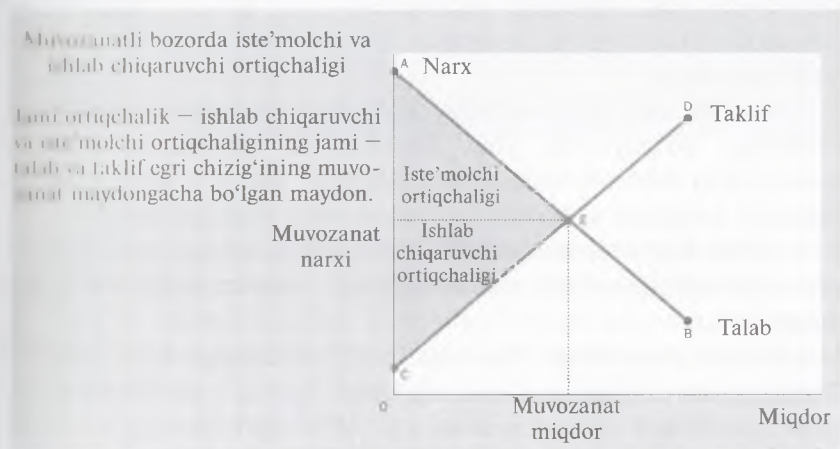 Muvozanatli bozorda iste'molchi va
ishlab chiqaruvchi ortiqchaligi
Jami ortiqchalik — ishlab chiqaruvchi
va iste'molchi ortiqchaligining jami —
talab va taklif egri chizig‘ining muvo-
zanat maydongacha bo‘lgan maydon.
A
Narx
D
Taklif
Iste'molchi
ortiqchaligi
E
Muvozanat
narxi
Ishlab
chiqaruvchi
ortiqchaligi
B
Talab
C
0
Muvozanat
miqdor
Miqdor